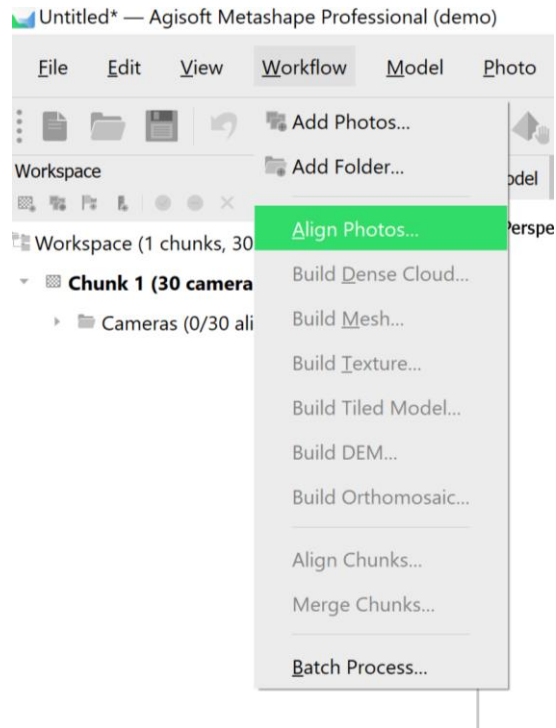 Untitled* — Agisoft Metashape Professional (demo)
File Edit View Workflow Model Photo
Add Photos...
Workspace
Add Folder...
Workspace (1 chunks, 30
Align Photos...
Chunk 1 (30 camera
Build Dense Cloud...
Cameras (0/30 ali
Build Mesh...
Build Texture...
Build Tiled Model...
Build DEM...
Build Orthomosaic...
Align Chunks...
Merge Chunks...
Batch Process...